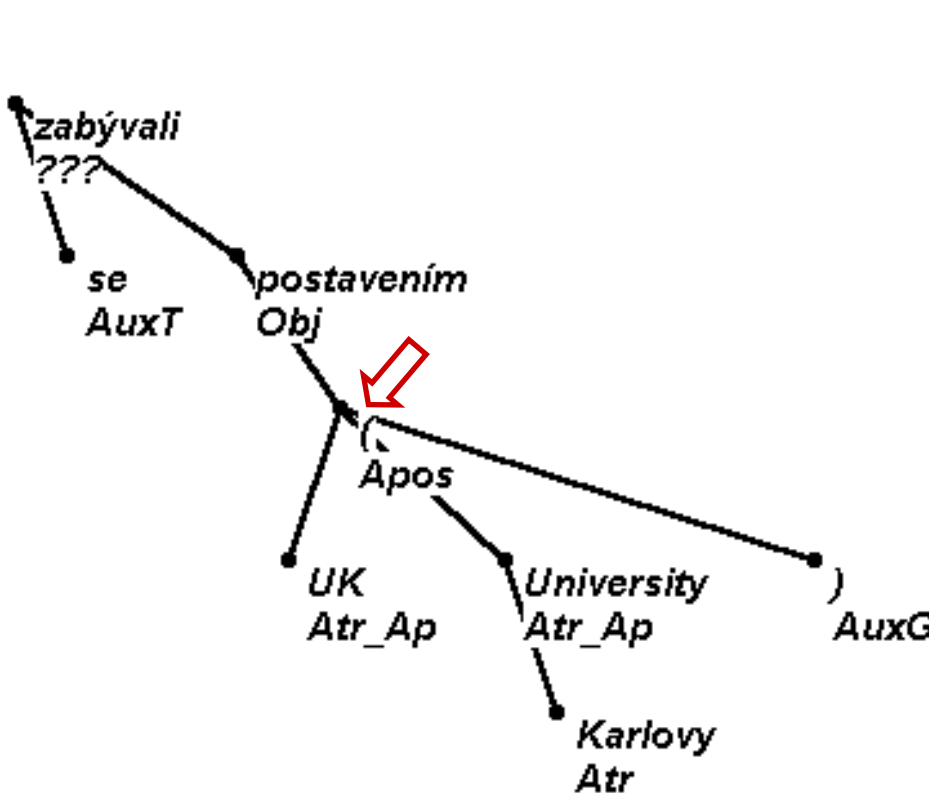 zabývali
???
se
AuxT
postavením
Obj
(
Apos
UK
Atr_Ap
University
Atr_Ap
)
AuxG
Karlovy
Atr